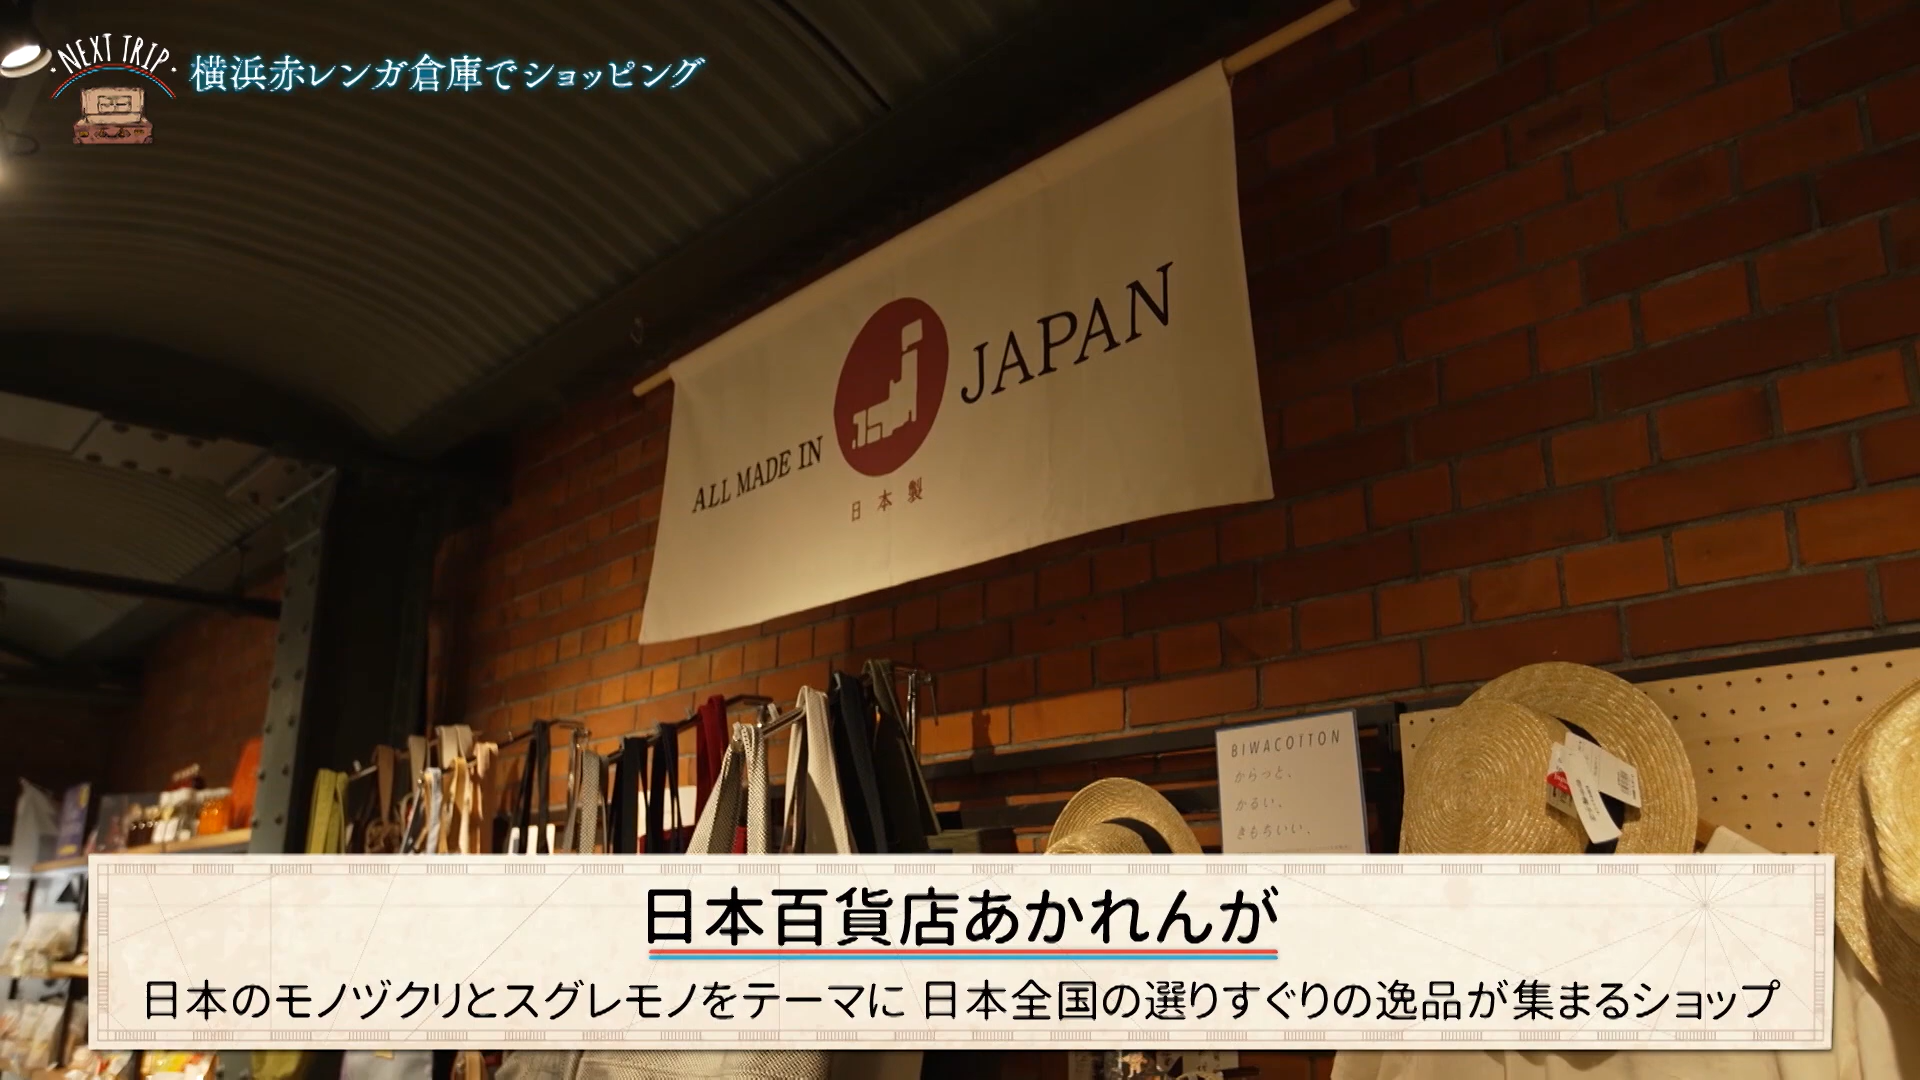 NEXT TRIP
横浜赤レンガ倉庫でショッピング
ALL MADE IN JAPAN
日本製
BIWACOTTON
からっと、
かるい、
きもちいい、
日本百貨店あかれんが
日本のモノヅクリとスグレモノをテーマに 日本全国の選りすぐりの逸品が集まるショップ